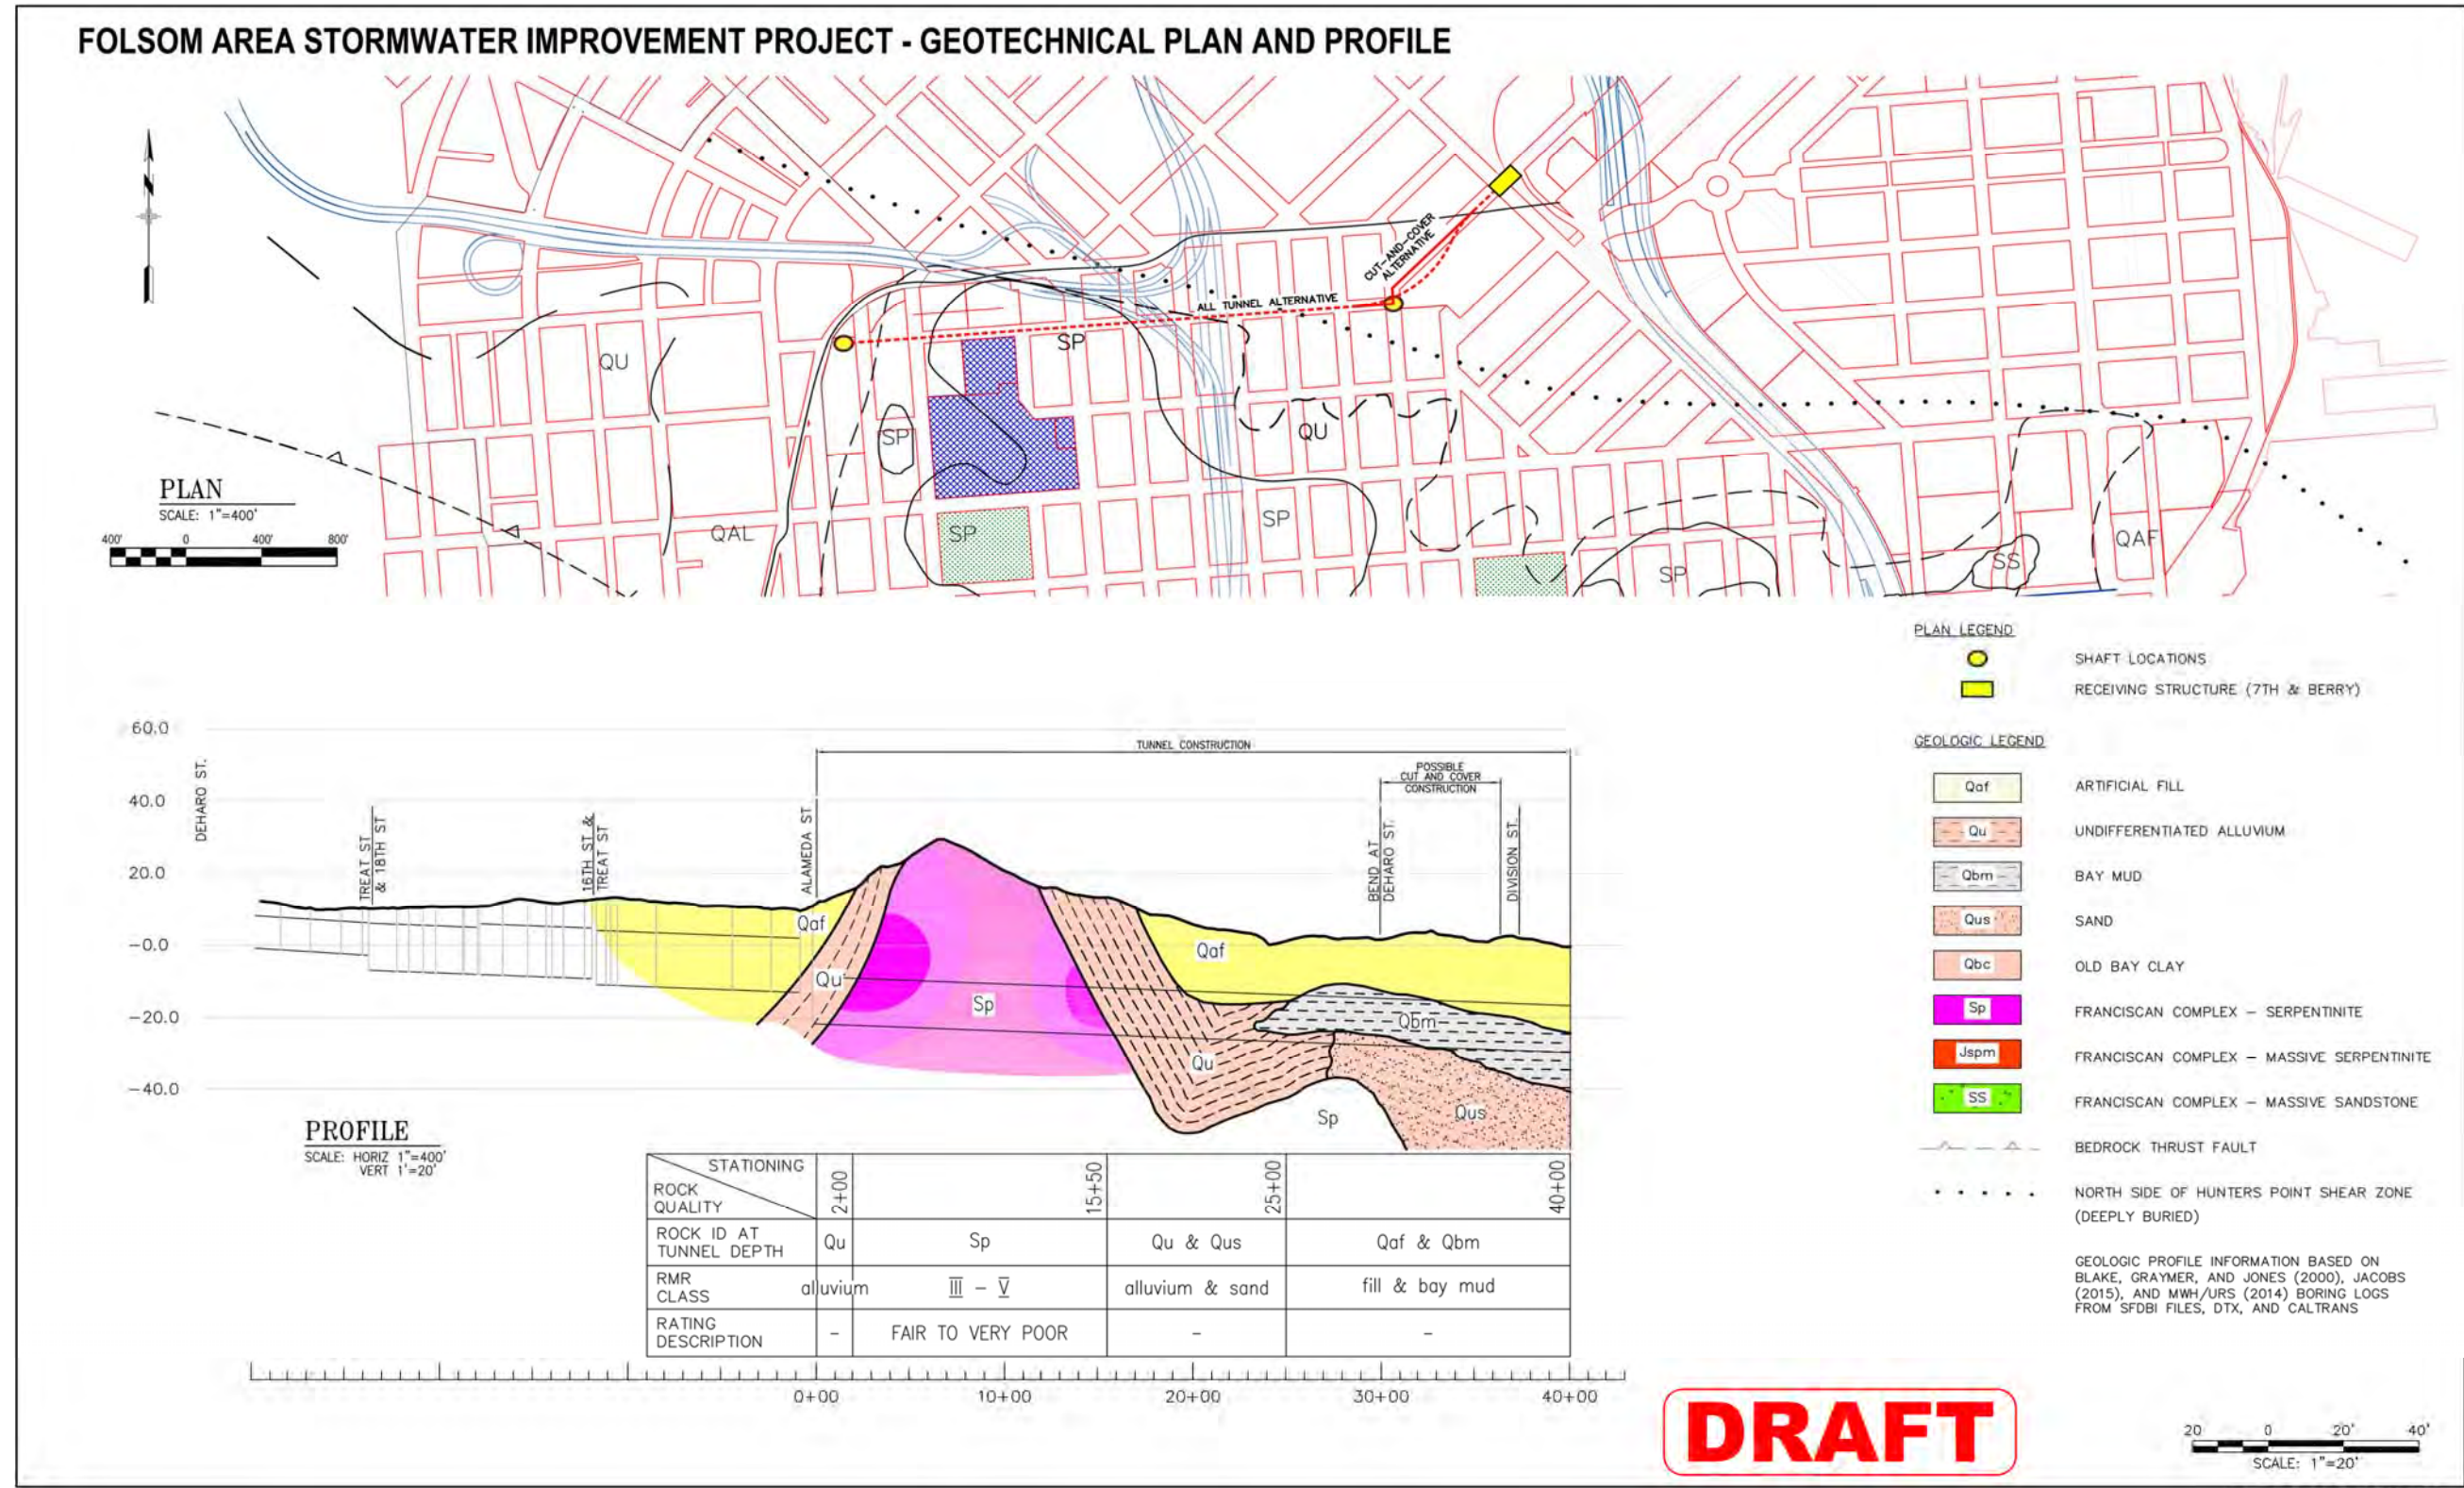 FOLSOM AREA STORMWATER IMPROVEMENT PROJECT - GEOTECHNICAL PLAN AND PROFILE
N
CUT-AND-COVER
ALTERNATIVE
ALL TUNNEL ALTERNATIVE
SP
QU
SP
QU
SP
SP
QAL
SP
SS
QAF
PLAN
SCALE: 1"=400'
400' 0 400' 800'
PLAN LEGEND
SHAFT LOCATIONS
RECEIVING STRUCTURE (7TH & BERRY)
GEOLOGIC LEGEND
Qaf ARTIFICIAL FILL
Qu UNDIFFERENTIATED ALLUVIUM
Qbm BAY MUD
Qus SAND
Qbc OLD BAY CLAY
Sp FRANCISCAN COMPLEX – SERPENTINITE
Jspm FRANCISCAN COMPLEX – MASSIVE SERPENTINITE
SS FRANCISCAN COMPLEX – MASSIVE SANDSTONE
BEDROCK THRUST FAULT
NORTH SIDE OF HUNTERS POINT SHEAR ZONE
(DEEPLY BURIED)
GEOLOGIC PROFILE INFORMATION BASED ON
BLAKE, GRAYMER, AND JONES (2000), JACOBS
(2015), AND MWH/URS (2014) BORING LOGS
FROM SFDBI FILES, DTX, AND CALTRANS
60.0
40.0
20.0
-0.0
-20.0
-40.0
DEHARO ST.
TREAT ST
& 18TH ST
16TH ST &
TREAT ST
ALAMEDA ST.
TUNNEL CONSTRUCTION
POSSIBLE
CUT AND COVER
CONSTRUCTION
BEND AT
DEHARO ST.
DIVISION ST.
Qaf
Qu
Sp
Qaf
Qbm
Qu
Sp
Qus
PROFILE
SCALE: HORIZ 1"=400'
VERT 1'=20'
STATIONING
ROCK
QUALITY
2+00 15+50 25+00 40+00
ROCK ID AT
TUNNEL DEPTH
Qu Sp Qu & Qus Qaf & Qbm
RMR
CLASS
alluvium III – V alluvium & sand fill & bay mud
RATING
DESCRIPTION
– FAIR TO VERY POOR – –
0+00 10+00 20+00 30+00 40+00
DRAFT
20 0 20' 40'
SCALE: 1"=20'